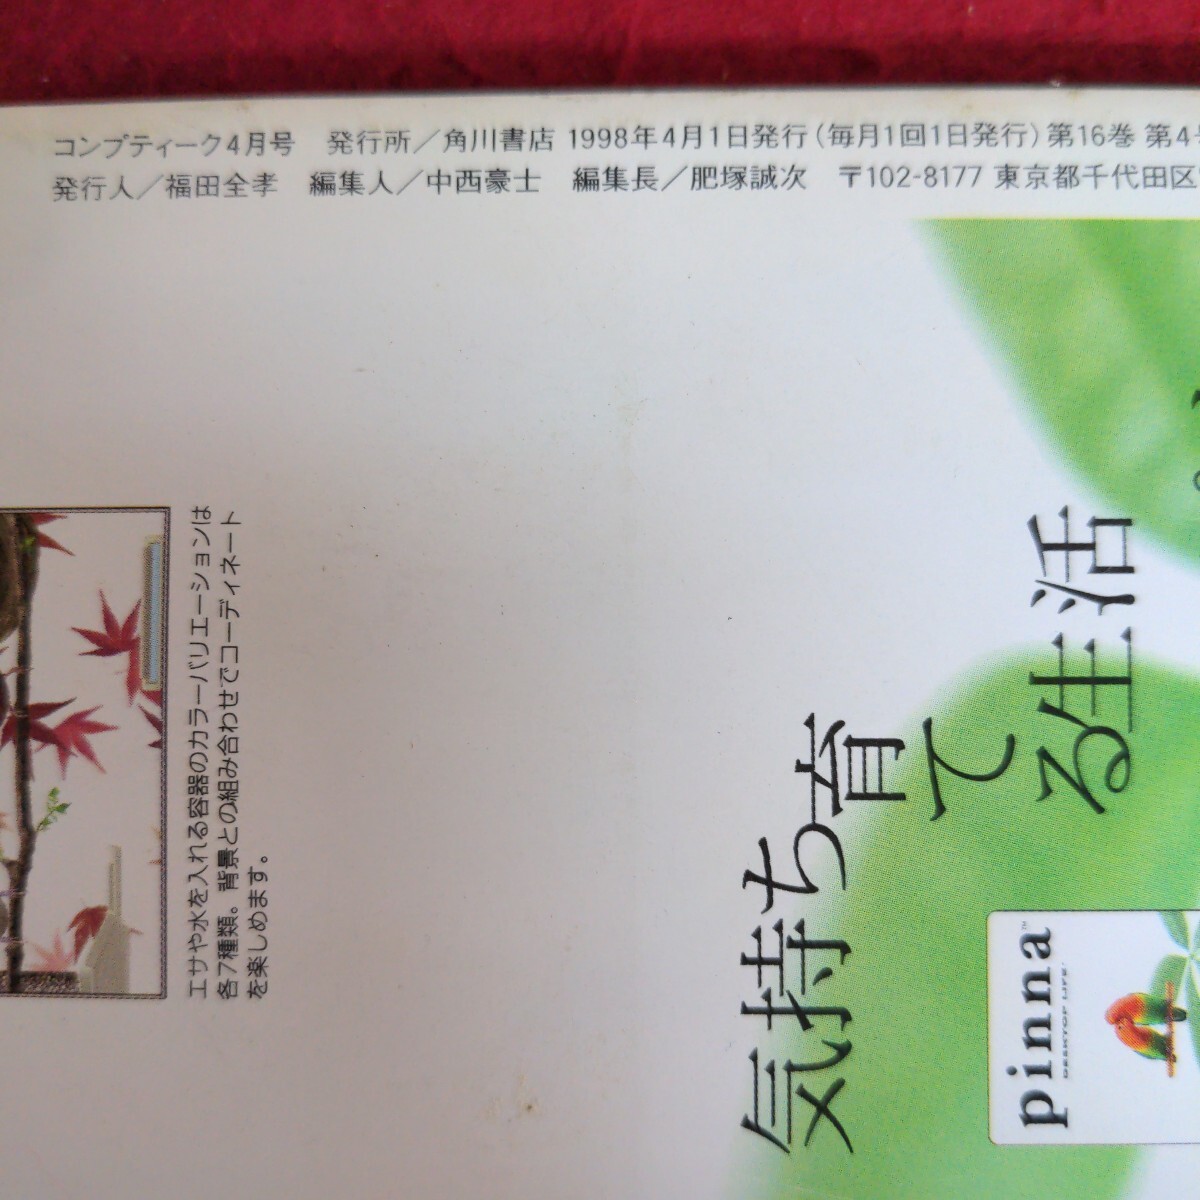 コンプティーク4月号　発行所／角川書店 1998年4月1日発行（毎月1回1日発行）第16巻 第4
発行人／福田全孝　編集人／中西豪士　編集長／肥塚誠次　〒102-8177 東京都千代田区
エサや水を入れる容器のカラーバリエーションは
各7種類。背景との組み合わせでコーディネート
を楽しめます。
気持ち育てる生活
pinna™
DESKTOP LIFE.